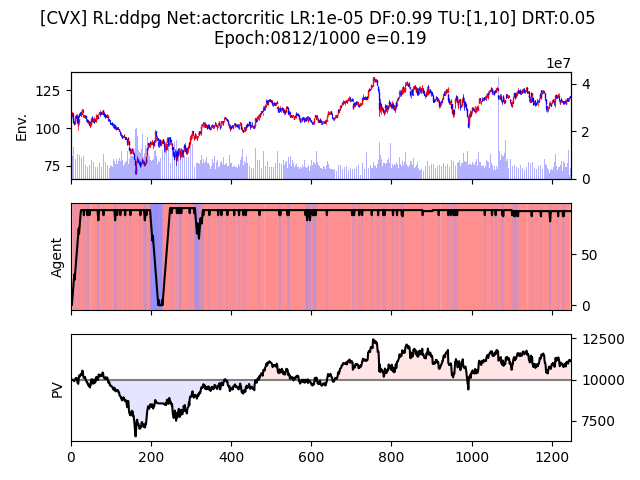 [CVX] RL:ddpg Net:actorcritic LR:1e-05 DF:0.99 TU:[1,10] DRT:0.05
Epoch:0812/1000 e=0.19
1e7
125
100
75
Env.
4
2
0
Agent
50
0
PV
12500
10000
7500
0 200 400 600 800 1000 1200